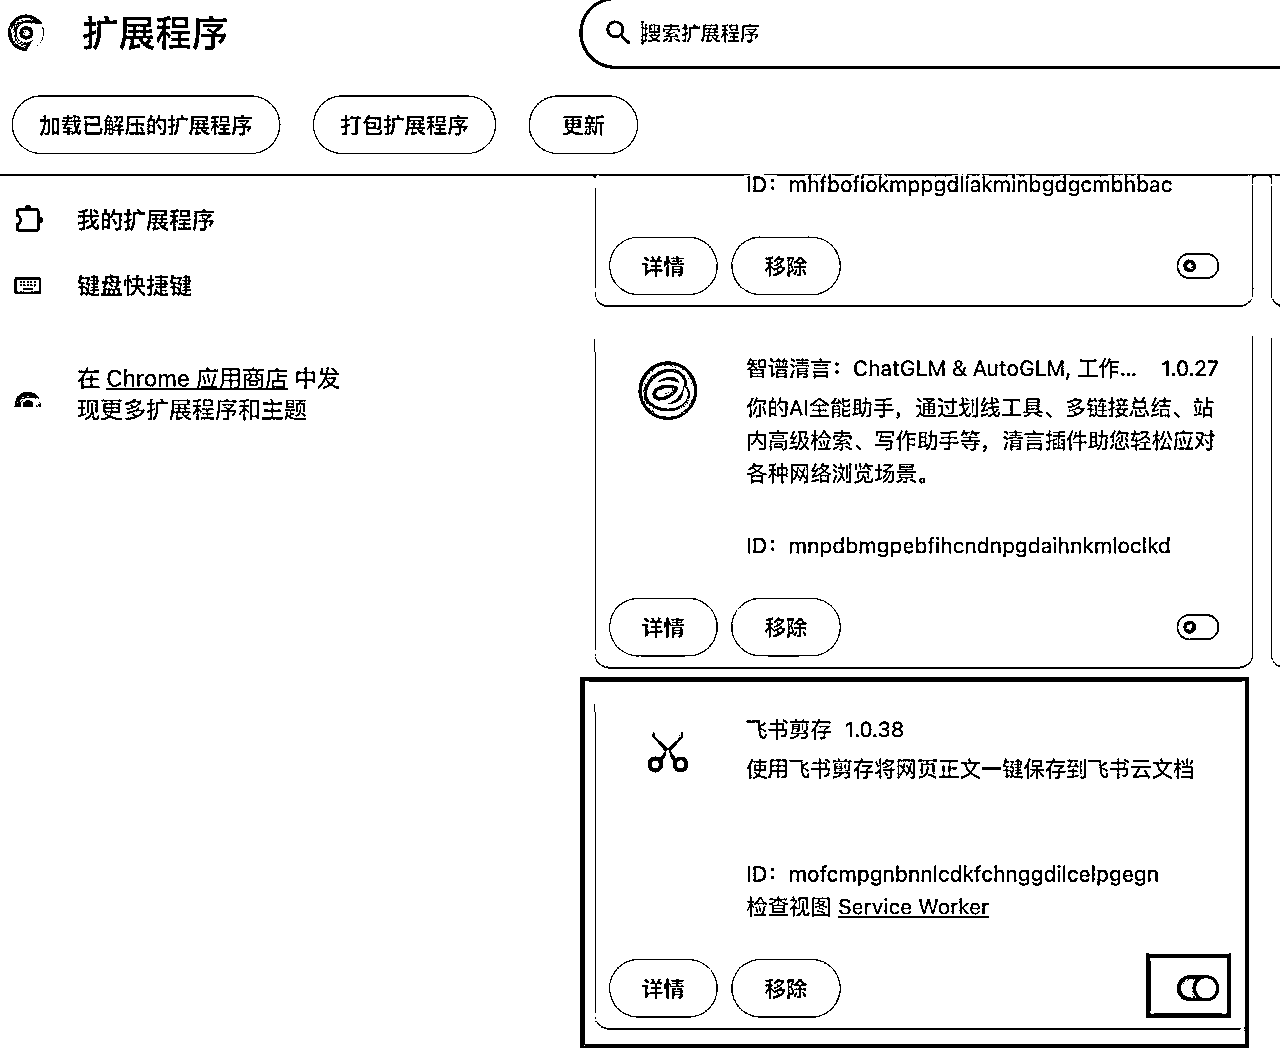 扩展程序
搜索扩展程序
加载已解压的扩展程序
打包扩展程序
更新
我的扩展程序
键盘快捷键
在 Chrome 应用商店 中发
现更多扩展程序和主题
ID：mhfbofiokmppgdliakminbgdgcmbhbac
详情
移除
智谱清言：ChatGLM & AutoGLM, 工作... 1.0.27
你的AI全能助手，通过划线工具、多链接总结、站
内高级检索、写作助手等，清言插件助您轻松应对
各种网络浏览场景。
ID：mnpdbmgpebfihcndnpgdaihnkmloclkd
详情
移除
飞书剪存 1.0.38
使用飞书剪存将网页正文一键保存到飞书云文档
ID：mofcmpgnbnnlcdkfchnggdilcelpgegn
检查视图 Service Worker
详情
移除